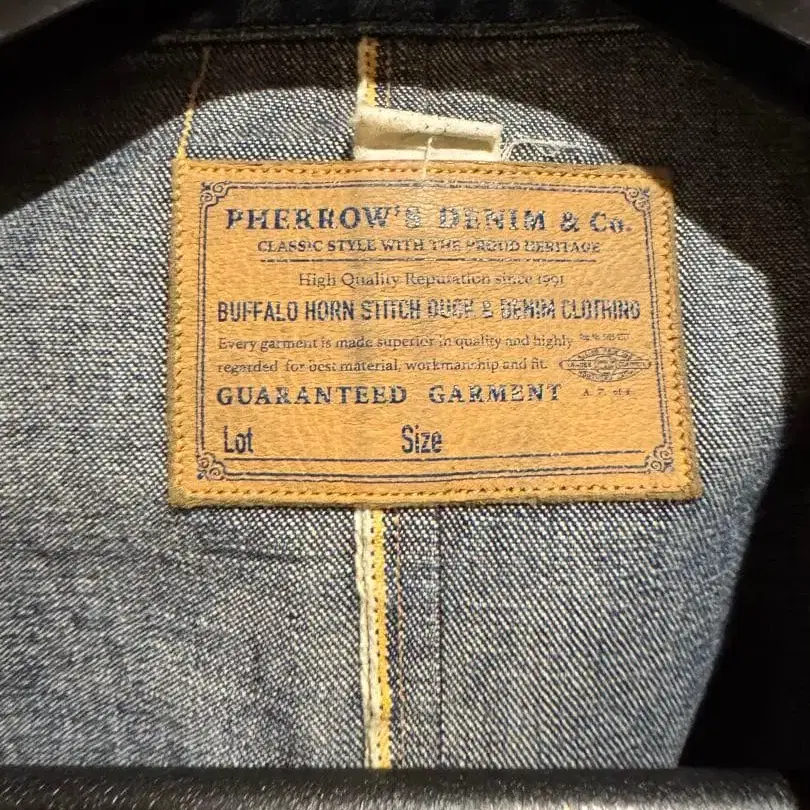 PHERROW'S DENIM & Co.
CLASSIC STYLE WITH THE PROUD HERITAGE
High Quality Reputation since 1991
BUFFALO HORN STITCH DUCK & DENIM CLOTHING
Every garment is made superior in quality and highly
regarded for best material, workmanship and fit.
GUARANTEED GARMENT
Lot Size